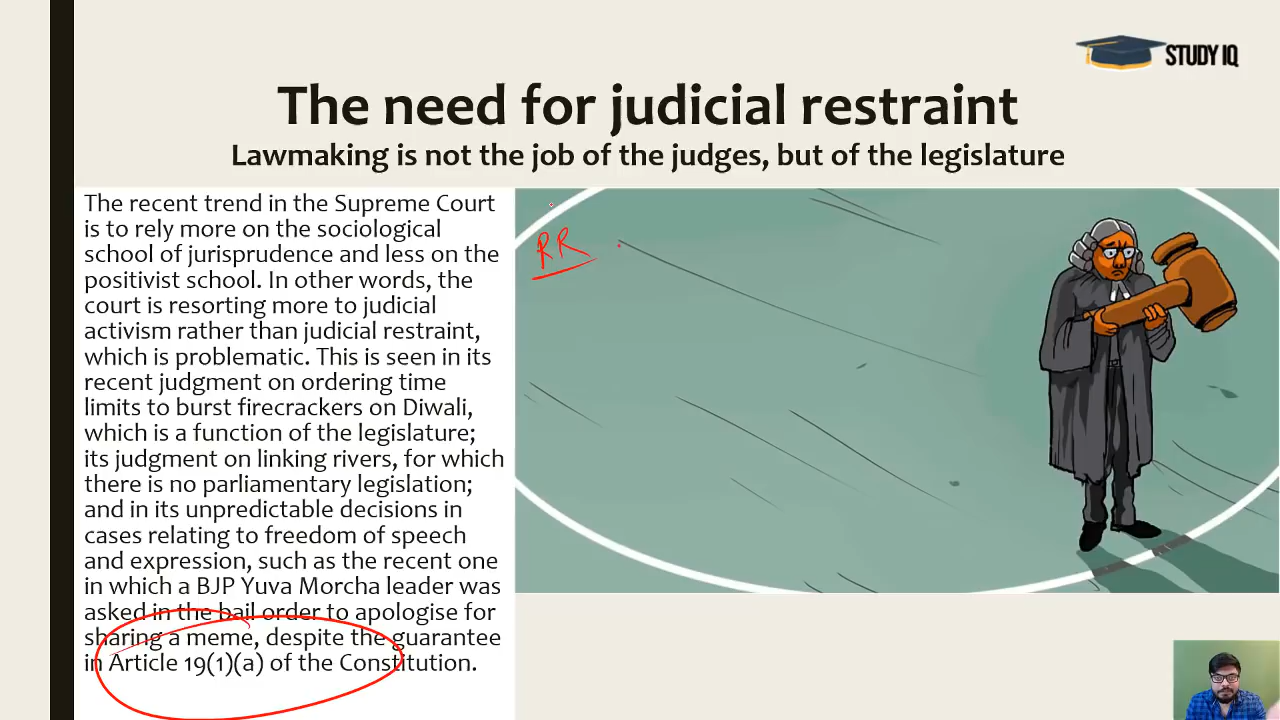 STUDY IQ
The need for judicial restraint
Lawmaking is not the job of the judges, but of the legislature
The recent trend in the Supreme Court
is to rely more on the sociological
school of jurisprudence and less on the
positivist school. In other words, the
court is resorting more to judicial
activism rather than judicial restraint,
which is problematic. This is seen in its
recent judgment on ordering time
limits to burst firecrackers on Diwali,
which is a function of the legislature;
its judgment on linking rivers, for which
there is no parliamentary legislation;
and in its unpredictable decisions in
cases relating to freedom of speech
and expression, such as the recent one
in which a BJP Yuva Morcha leader was
asked in the bail order to apologise for
sharing a meme, despite the guarantee
in Article 19(1)(a) of the Constitution.
RR